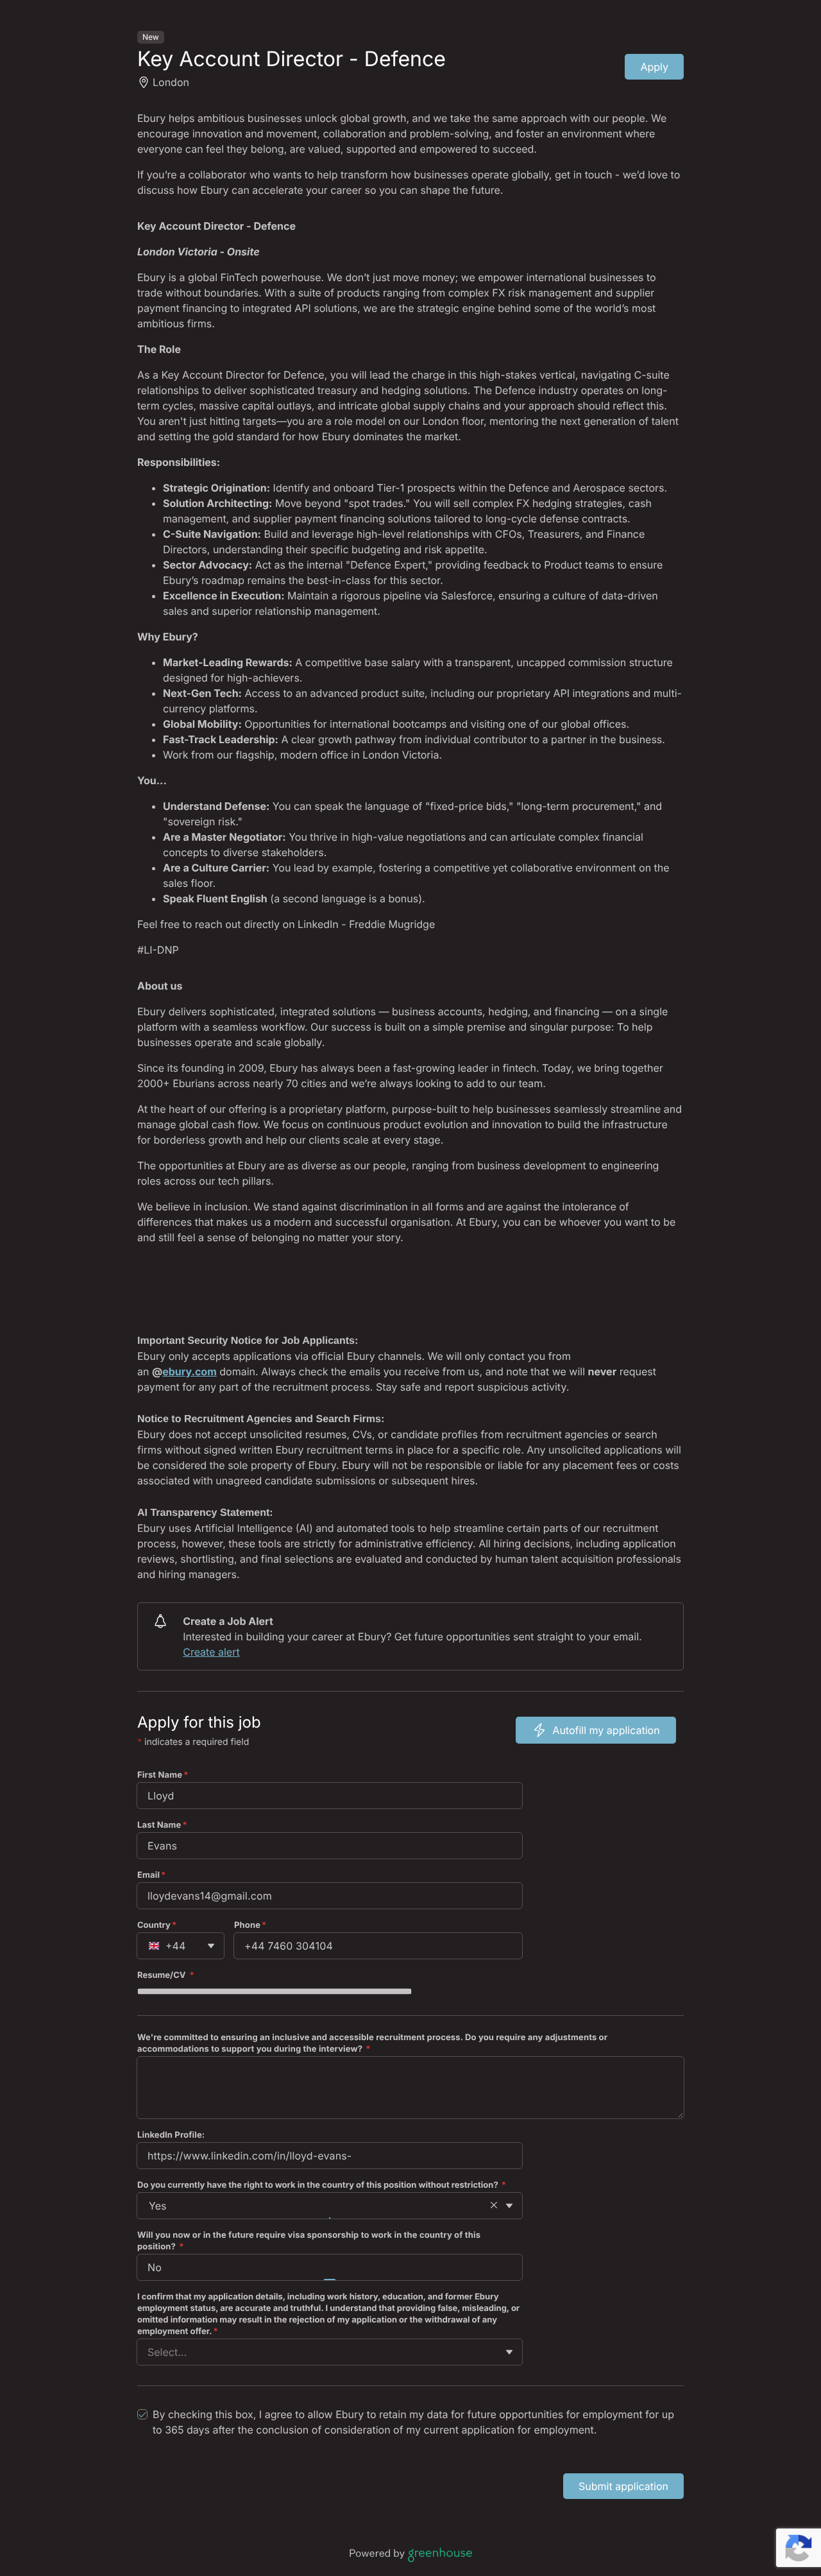 New
Key Account Director - Defence
London
Apply
Ebury helps ambitious businesses unlock global growth, and we take the same approach with our people. We
encourage innovation and movement, collaboration and problem-solving, and foster an environment where
everyone can feel they belong, are valued, supported and empowered to succeed.
If you’re a collaborator who wants to help transform how businesses operate globally, get in touch - we’d love to
discuss how Ebury can accelerate your career so you can shape the future.
Key Account Director - Defence
London Victoria - Onsite
Ebury is a global FinTech powerhouse. We don’t just move money; we empower international businesses to
trade without boundaries. With a suite of products ranging from complex FX risk management and supplier
payment financing to integrated API solutions, we are the strategic engine behind some of the world’s most
ambitious firms.
The Role
As a Key Account Director for Defence, you will lead the charge in this high-stakes vertical, navigating C-suite
relationships to deliver sophisticated treasury and hedging solutions. The Defence industry operates on long-
term cycles, massive capital outlays, and intricate global supply chains and your approach should reflect this.
You aren't just hitting targets—you are a role model on our London floor, mentoring the next generation of talent
and setting the gold standard for how Ebury dominates the market.
Responsibilities:
• Strategic Origination: Identify and onboard Tier-1 prospects within the Defence and Aerospace sectors.
• Solution Architecting: Move beyond "spot trades." You will sell complex FX hedging strategies, cash
management, and supplier payment financing solutions tailored to long-cycle defense contracts.
• C-Suite Navigation: Build and leverage high-level relationships with CFOs, Treasurers, and Finance
Directors, understanding their specific budgeting and risk appetite.
• Sector Advocacy: Act as the internal "Defence Expert," providing feedback to Product teams to ensure
Ebury’s roadmap remains the best-in-class for this sector.
• Excellence in Execution: Maintain a rigorous pipeline via Salesforce, ensuring a culture of data-driven
sales and superior relationship management.
Why Ebury?
• Market-Leading Rewards: A competitive base salary with a transparent, uncapped commission structure
designed for high-achievers.
• Next-Gen Tech: Access to an advanced product suite, including our proprietary API integrations and multi-
currency platforms.
• Global Mobility: Opportunities for international bootcamps and visiting one of our global offices.
• Fast-Track Leadership: A clear growth pathway from individual contributor to a partner in the business.
• Work from our flagship, modern office in London Victoria.
You...
• Understand Defense: You can speak the language of "fixed-price bids," "long-term procurement," and
"sovereign risk."
• Are a Master Negotiator: You thrive in high-value negotiations and can articulate complex financial
concepts to diverse stakeholders.
• Are a Culture Carrier: You lead by example, fostering a competitive yet collaborative environment on the
sales floor.
• Speak Fluent English (a second language is a bonus).
Feel free to reach out directly on LinkedIn - Freddie Mugridge
#LI-DNP
About us
Ebury delivers sophisticated, integrated solutions — business accounts, hedging, and financing — on a single
platform with a seamless workflow. Our success is built on a simple premise and singular purpose: To help
businesses operate and scale globally.
Since its founding in 2009, Ebury has always been a fast-growing leader in fintech. Today, we bring together
2000+ Eburians across nearly 70 cities and we’re always looking to add to our team.
At the heart of our offering is a proprietary platform, purpose-built to help businesses seamlessly streamline and
manage global cash flow. We focus on continuous product evolution and innovation to build the infrastructure
for borderless growth and help our clients scale at every stage.
The opportunities at Ebury are as diverse as our people, ranging from business development to engineering
roles across our tech pillars.
We believe in inclusion. We stand against discrimination in all forms and are against the intolerance of
differences that makes us a modern and successful organisation. At Ebury, you can be whoever you want to be
and still feel a sense of belonging no matter your story.
Important Security Notice for Job Applicants:
Ebury only accepts applications via official Ebury channels. We will only contact you from
an @ebury.com domain. Always check the emails you receive from us, and note that we will never request
payment for any part of the recruitment process. Stay safe and report suspicious activity.
Notice to Recruitment Agencies and Search Firms:
Ebury does not accept unsolicited resumes, CVs, or candidate profiles from recruitment agencies or search
firms without signed written Ebury recruitment terms in place for a specific role. Any unsolicited applications will
be considered the sole property of Ebury. Ebury will not be responsible or liable for any placement fees or costs
associated with unagreed candidate submissions or subsequent hires.
AI Transparency Statement:
Ebury uses Artificial Intelligence (AI) and automated tools to help streamline certain parts of our recruitment
process, however, these tools are strictly for administrative efficiency. All hiring decisions, including application
reviews, shortlisting, and final selections are evaluated and conducted by human talent acquisition professionals
and hiring managers.
Create a Job Alert
Interested in building your career at Ebury? Get future opportunities sent straight to your email.
Create alert
Apply for this job
* indicates a required field
Autofill my application
First Name *
Lloyd
Last Name *
Evans
Email *
lloydevans14@gmail.com
Country * Phone *
+44 +44 7460 304104
Resume/CV *
We're committed to ensuring an inclusive and accessible recruitment process. Do you require any adjustments or
accommodations to support you during the interview? *
LinkedIn Profile:
https://www.linkedin.com/in/lloyd-evans-
Do you currently have the right to work in the country of this position without restriction? *
Yes
Will you now or in the future require visa sponsorship to work in the country of this
position? *
No
I confirm that my application details, including work history, education, and former Ebury
employment status, are accurate and truthful. I understand that providing false, misleading, or
omitted information may result in the rejection of my application or the withdrawal of any
employment offer. *
Select...
By checking this box, I agree to allow Ebury to retain my data for future opportunities for employment for up
to 365 days after the conclusion of consideration of my current application for employment.
Submit application
Powered by greenhouse